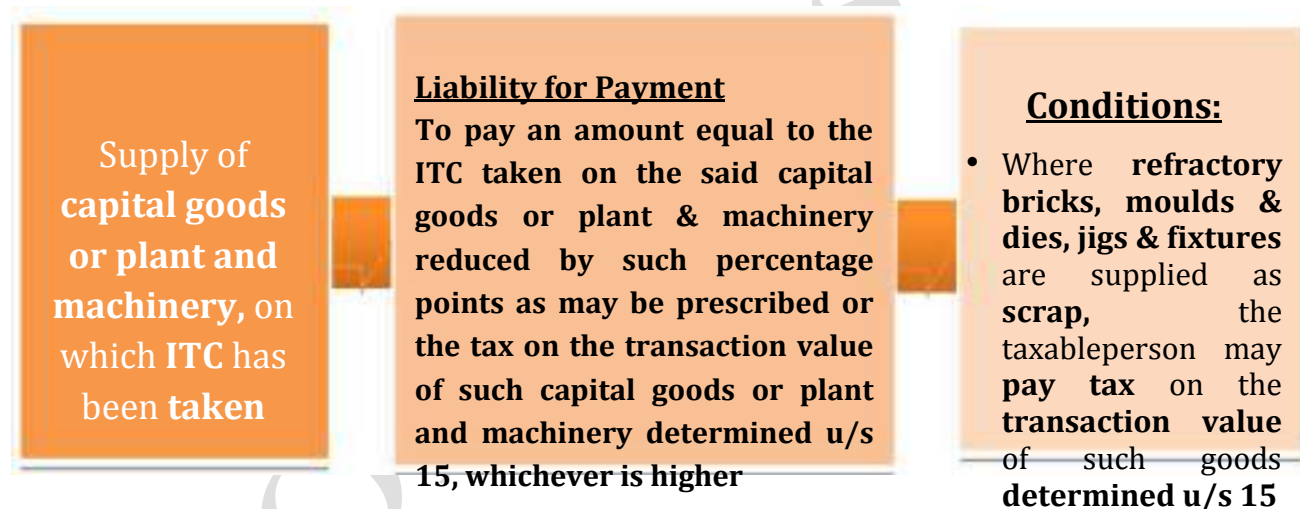 Supply of
capital goods
or plant and
machinery, on
which ITC has
been taken
Liability for Payment
To pay an amount equal to the
ITC taken on the said capital
goods or plant & machinery
reduced by such percentage
points as may be prescribed or
the tax on the transaction value
of such capital goods or plant
and machinery determined u/s
15, whichever is higher
Conditions:
• Where refractory
bricks, moulds &
dies, jigs & fixtures
are supplied as
scrap, the
taxableperson may
pay tax on the
transaction value
of such goods
determined u/s 15